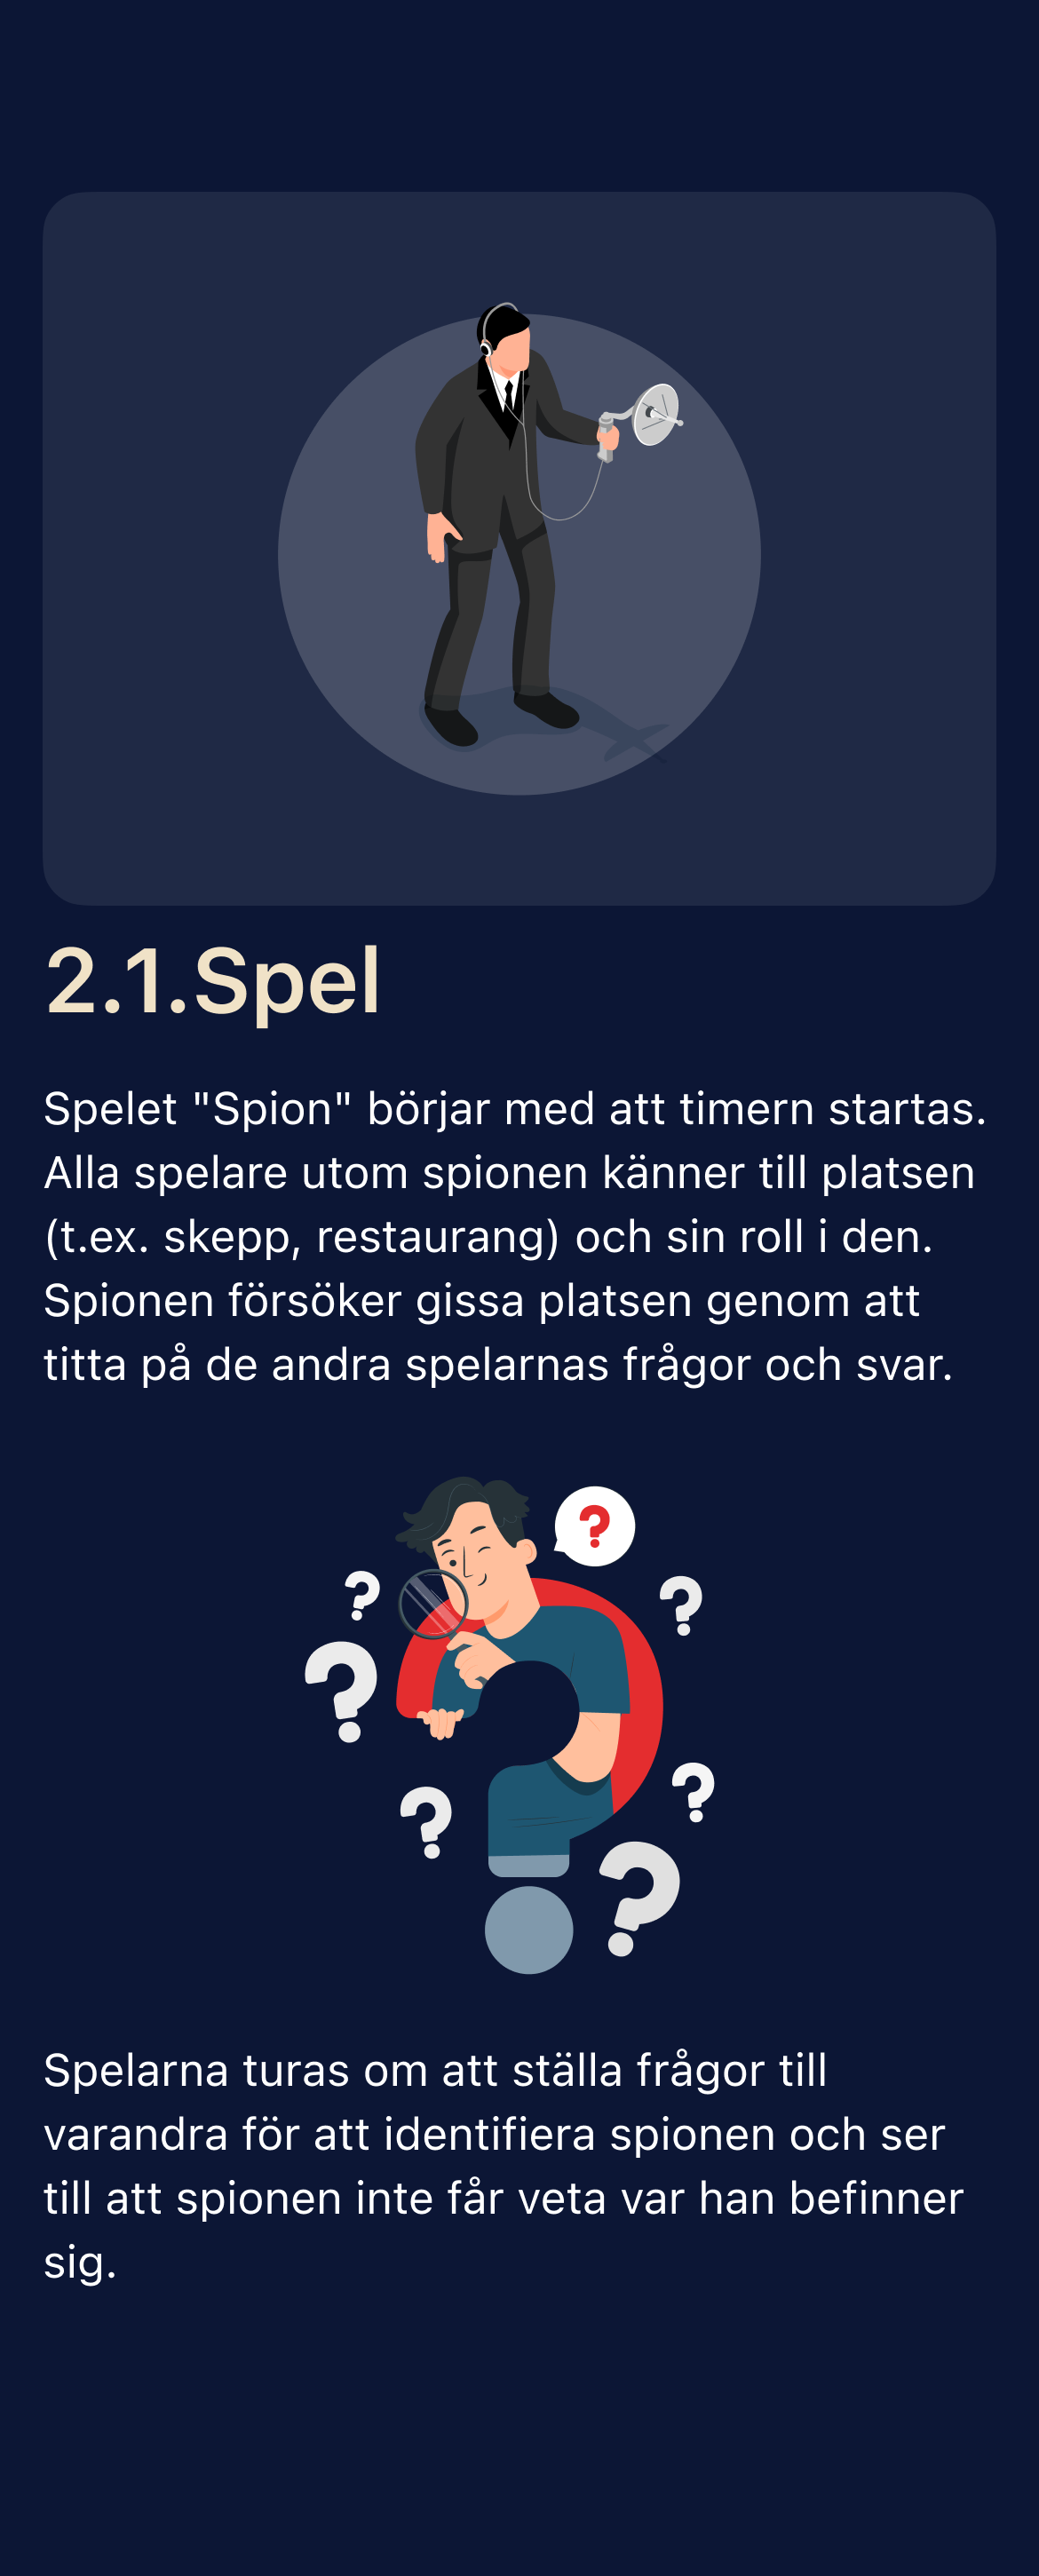 2.1.Spel
Spelet "Spion" börjar med att timern startas.
Alla spelare utom spionen känner till platsen
(t.ex. skepp, restaurang) och sin roll i den.
Spionen försöker gissa platsen genom att
titta på de andra spelarnas frågor och svar.
?
?
?
?
?
?
?
Spelarna turas om att ställa frågor till
varandra för att identifiera spionen och ser
till att spionen inte får veta var han befinner
sig.